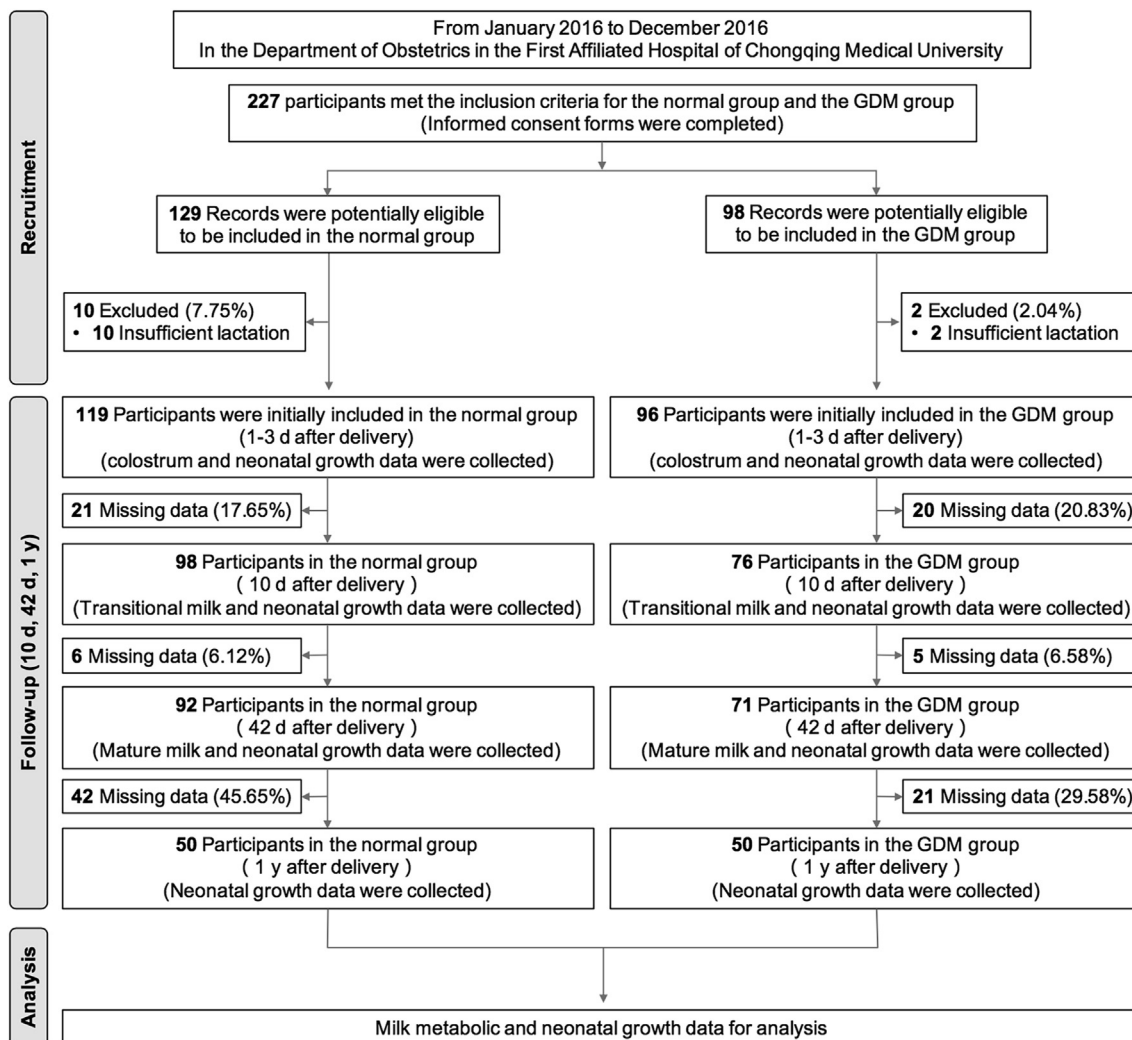 From January 2016 to December 2016
In the Department of Obstetrics in the First Affiliated Hospital of Chongqing Medical University
Recruitment
227 participants met the inclusion criteria for the normal group and the GDM group
(Informed consent forms were completed)
129 Records were potentially eligible
to be included in the normal group
98 Records were potentially eligible
to be included in the GDM group
10 Excluded (7.75%)
• 10 Insufficient lactation
2 Excluded (2.04%)
• 2 Insufficient lactation
Follow-up (10 d, 42 d, 1 y)
119 Participants were initially included in the normal group
(1-3 d after delivery)
(colostrum and neonatal growth data were collected)
96 Participants were initially included in the GDM group
(1-3 d after delivery)
(colostrum and neonatal growth data were collected)
21 Missing data (17.65%)
20 Missing data (20.83%)
98 Participants in the normal group
( 10 d after delivery )
(Transitional milk and neonatal growth data were collected)
76 Participants in the GDM group
( 10 d after delivery )
(Transitional milk and neonatal growth data were collected)
6 Missing data (6.12%)
5 Missing data (6.58%)
92 Participants in the normal group
( 42 d after delivery )
(Mature milk and neonatal growth data were collected)
71 Participants in the GDM group
( 42 d after delivery )
(Mature milk and neonatal growth data were collected)
42 Missing data (45.65%)
21 Missing data (29.58%)
50 Participants in the normal group
( 1 y after delivery )
(Neonatal growth data were collected)
50 Participants in the GDM group
( 1 y after delivery )
(Neonatal growth data were collected)
Analysis
Milk metabolic and neonatal growth data for analysis